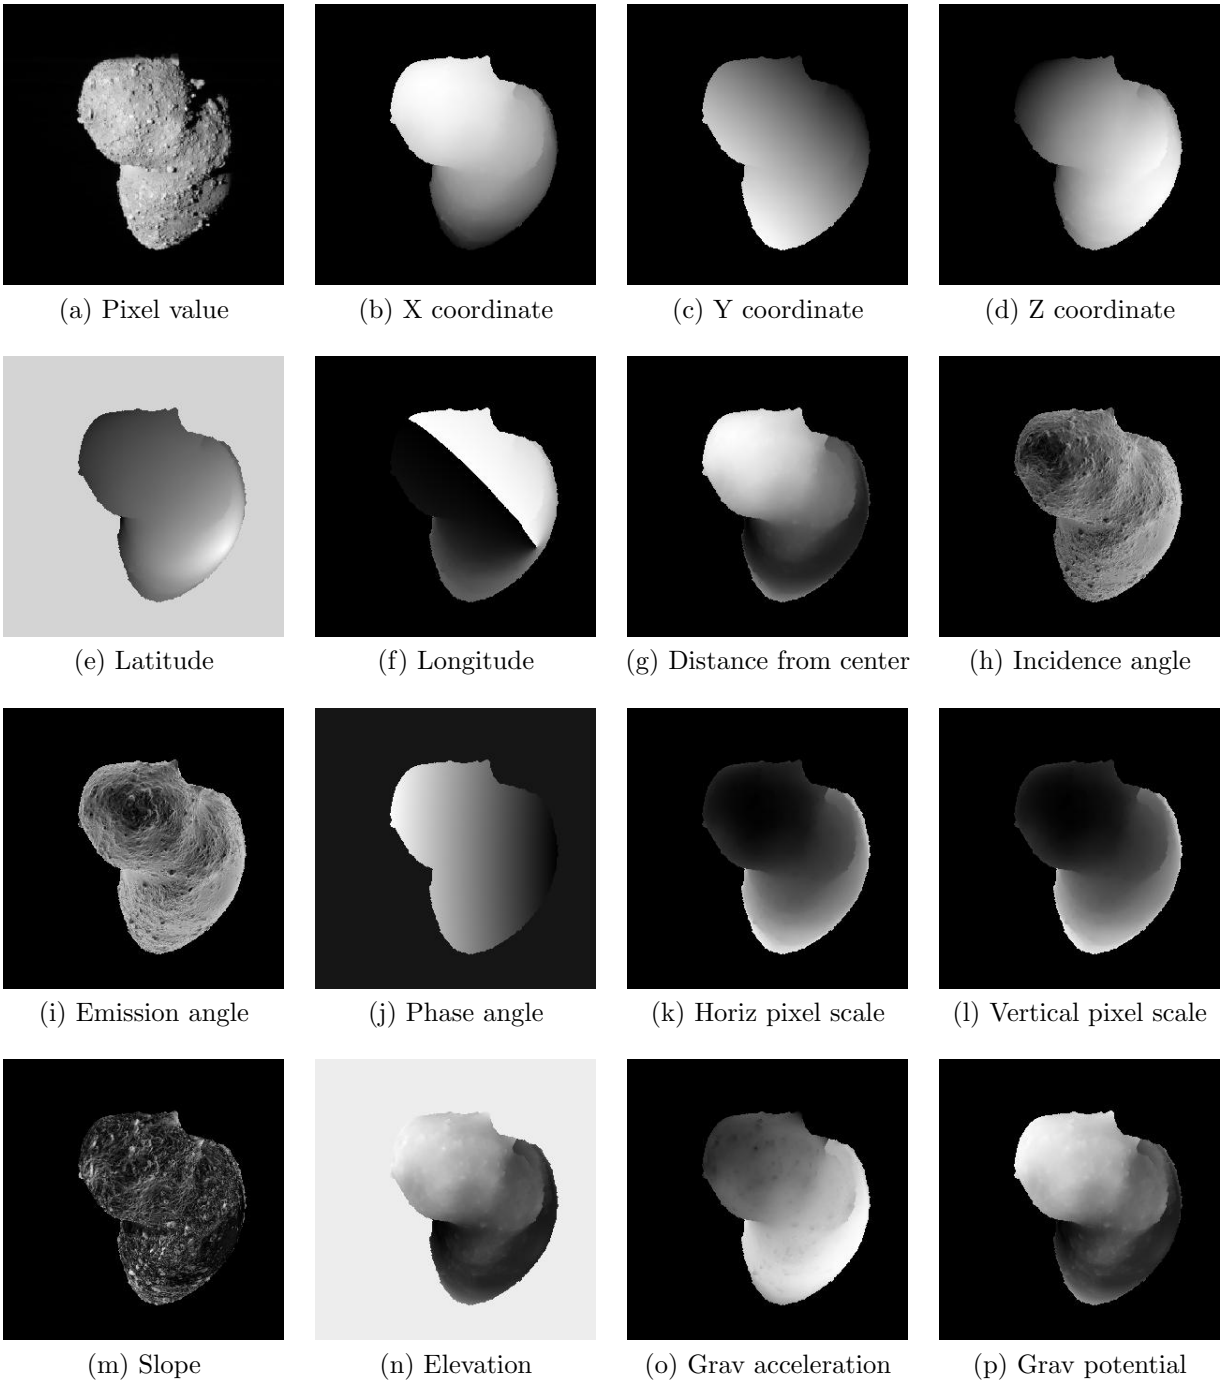 (a) Pixel value
(b) X coordinate
(c) Y coordinate
(d) Z coordinate
(e) Latitude
(f) Longitude
(g) Distance from center
(h) Incidence angle
(i) Emission angle
(j) Phase angle
(k) Horiz pixel scale
(l) Vertical pixel scale
(m) Slope
(n) Elevation
(o) Grav acceleration
(p) Grav potential